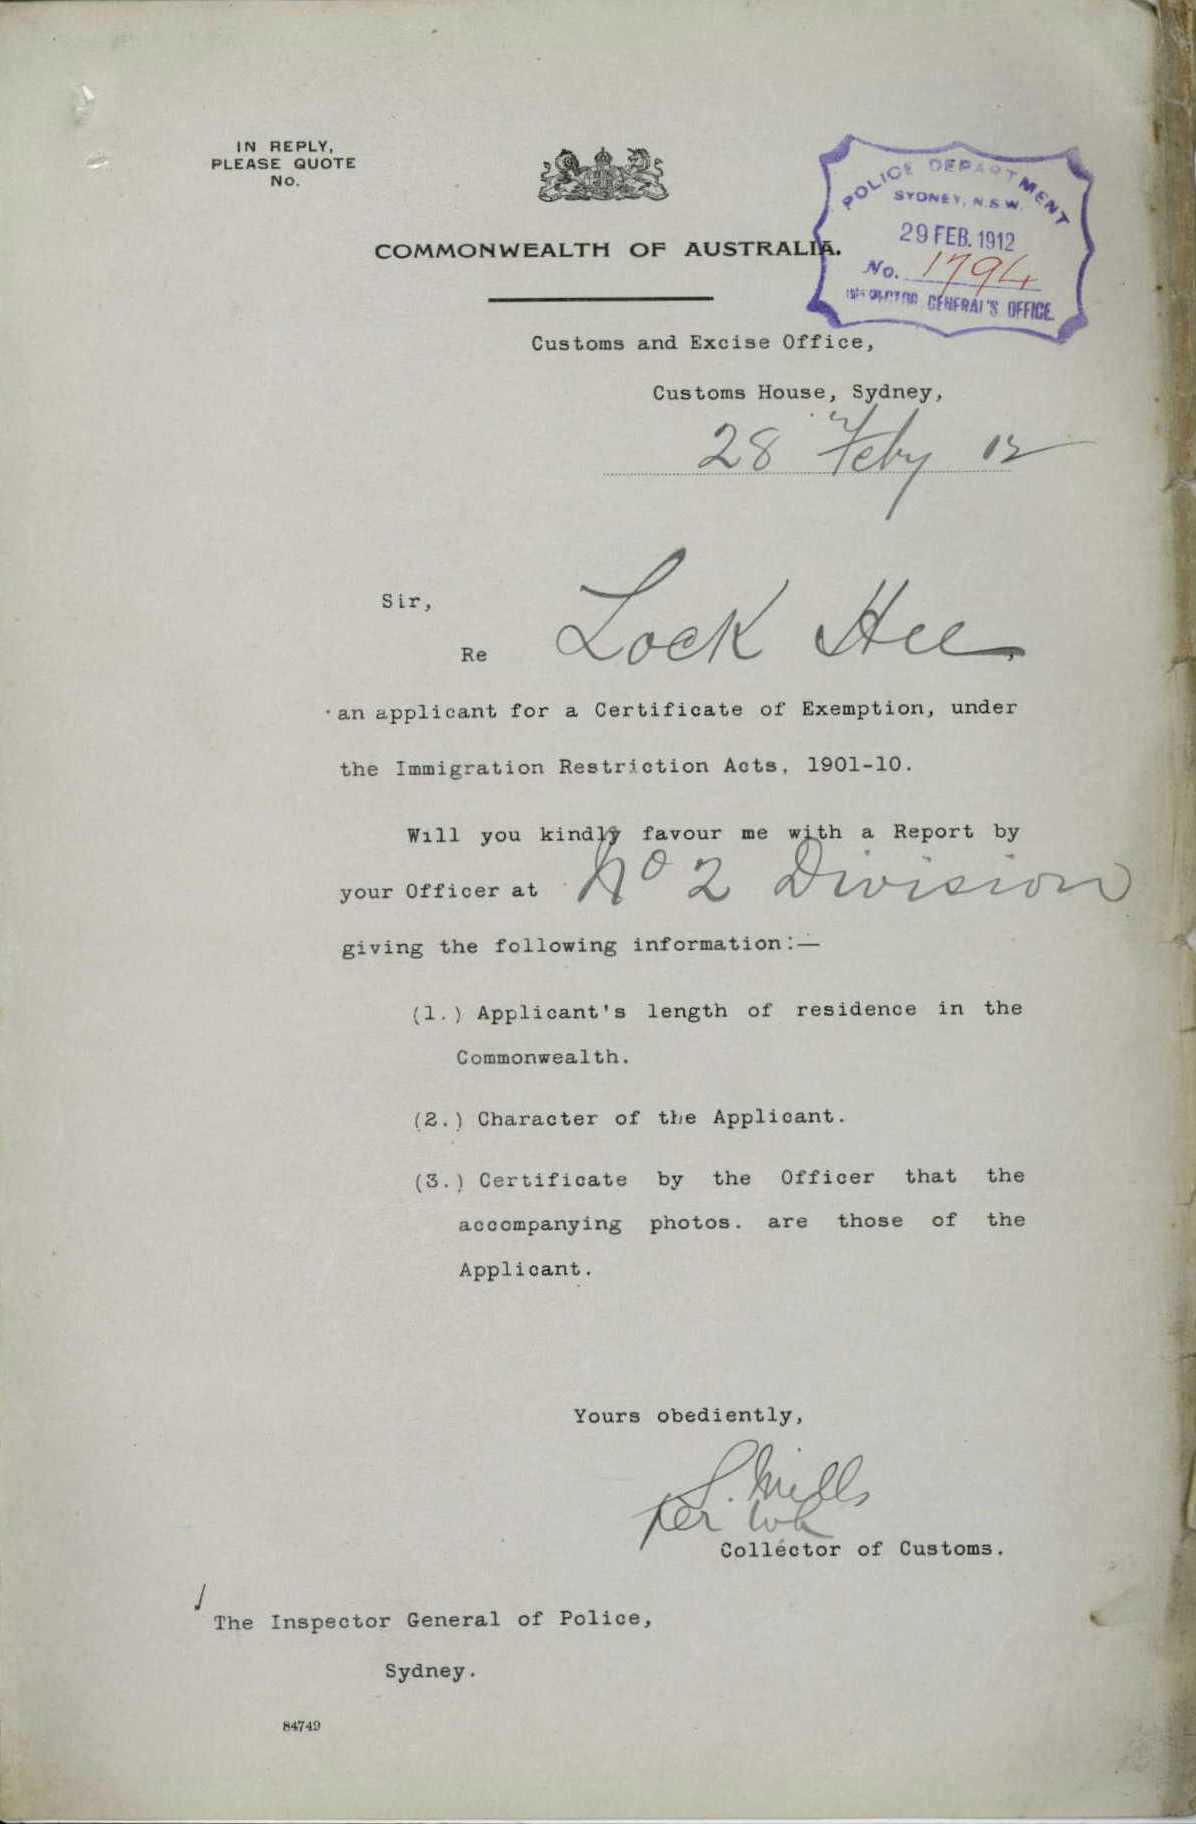 IN REPLY,
PLEASE QUOTE
No.
COMMONWEALTH OF AUSTRALIA.
POLICE DEPARTMENT
SYDNEY, N.S.W.
29 FEB. 1912
No. 1794
INSPECTOR GENERAL'S OFFICE.
Customs and Excise Office,
Customs House, Sydney,
28 Feby 12
Sir,
Re Lock Hee,
an applicant for a Certificate of Exemption, under
the Immigration Restriction Acts, 1901-10.
Will you kindly favour me with a Report by
your Officer at No 2 Division
giving the following information:—
(1.) Applicant's length of residence in the
Commonwealth.
(2.) Character of the Applicant.
(3.) Certificate by the Officer that the
accompanying photos. are those of the
Applicant.
Yours obediently,
S. Mills
per
Collector of Customs.
The Inspector General of Police,
Sydney.
84749